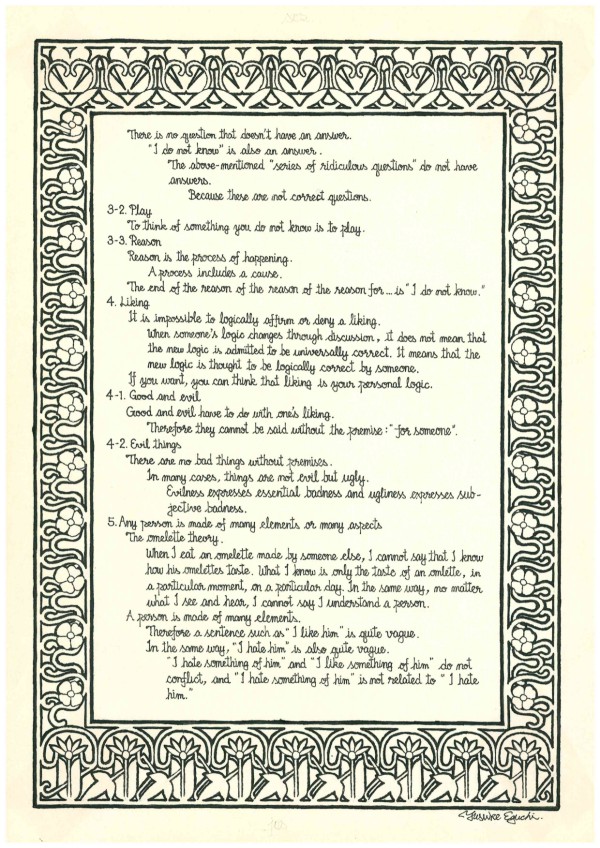 There is no question that doesn't have an answer.
"I do not know" is also an answer.
The above-mentioned "series of ridiculous questions" do not have
answers.
Because these are not correct questions.
3-2. Play
To think of something you do not know is to play.
3-3. Reason
Reason is the process of happening.
A process includes a cause.
The end of the reason of the reason of the reason for... is "I do not know."
4. Liking
It is impossible to logically affirm or deny a liking.
When someone's logic changes through discussion, it does not mean that
the new logic is admitted to be universally correct. It means that the
new logic is thought to be logically correct by someone.
If you want, you can think that liking is your personal logic.
4-1. Good and evil
Good and evil have to do with one's liking.
Therefore they cannot be said without the premise: "for someone".
4-2. Evil things
There are no bad things without premises.
In many cases, things are not evil but ugly.
Evilness expresses essential badness and ugliness expresses sub-
jective badness.
5. Any person is made of many elements or many aspects
The omelette theory.
When I eat an omelette made by someone else, I cannot say that I know
how his omelettes taste. What I know is only the taste of an omlette, in
a particular moment, on a particular day. In the same way, no matter
what I see and hear, I cannot say I understand a person.
A person is made of many elements.
Therefore a sentence such as "I like him" is quite vague.
In the same way, "I hate him" is also quite vague.
"I hate something of him" and "I like something of him" do not
conflict, and "I hate something of him" is not related to "I hate
him."
Yusuke Eguchi.